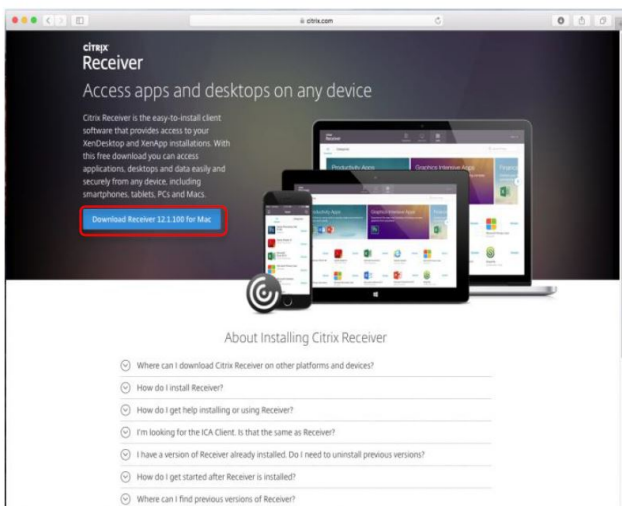 citrix.com
CİTRIX
Receiver
Access apps and desktops on any device
Citrix Receiver is the easy-to-install client
software that provides access to your
XenDesktop and XenApp installations. With
this free download you can access
applications, desktops and data easily and
securely from any device, including
smartphones, tablets, PCs and Macs.
Download Receiver 12.1.100 for Mac
Receiver
Productivity Apps
Graphics Intensive Apps
Finance
About Installing Citrix Receiver
Where can I download Citrix Receiver on other platforms and devices?
How do I install Receiver?
How do I get help installing or using Receiver?
I'm looking for the ICA Client. Is that the same as Receiver?
I have a version of Receiver already installed. Do I need to uninstall previous versions?
How do I get started after Receiver is installed?
Where can I find previous versions of Receiver?